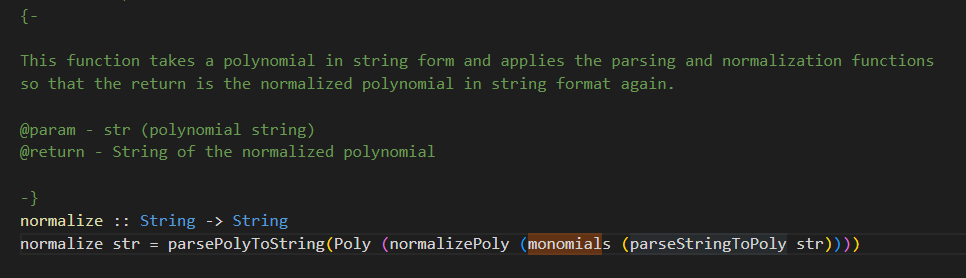 {-
This function takes a polynomial in string form and applies the parsing and normalization functions
so that the return is the normalized polynomial in string format again.
@param - str (polynomial string)
@return - String of the normalized polynomial
-}
normalize :: String -> String
normalize str = parsePolyToString(Poly (normalizePoly (monomials (parseStringToPoly str))))